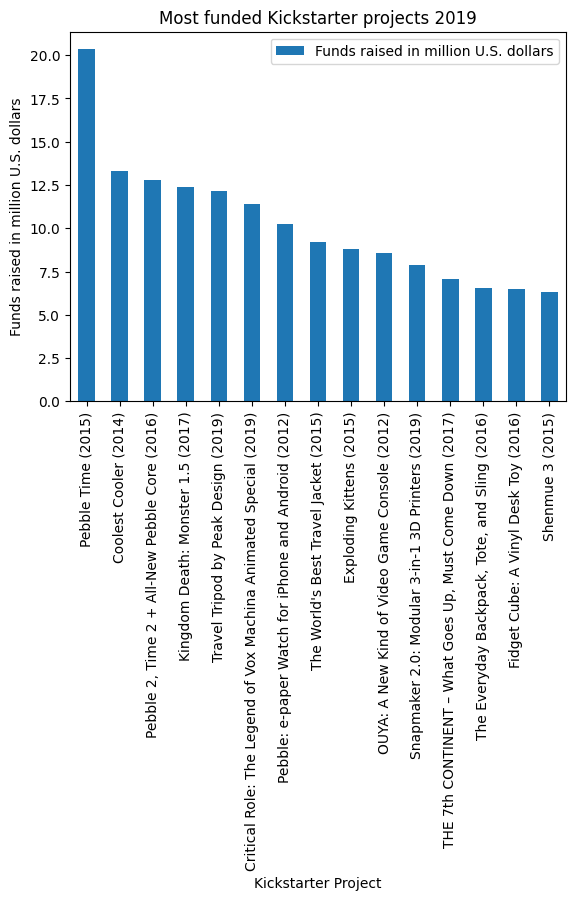 Most funded Kickstarter projects 2019
Funds raised in million U.S. dollars
Funds raised in million U.S. dollars
20.0
17.5
15.0
12.5
10.0
7.5
5.0
2.5
0.0
Pebble Time (2015)
Coolest Cooler (2014)
Pebble 2, Time 2 + All-New Pebble Core (2016)
Kingdom Death: Monster 1.5 (2017)
Travel Tripod by Peak Design (2019)
Critical Role: The Legend of Vox Machina Animated Special (2019)
Pebble: e-paper Watch for iPhone and Android (2012)
The World's Best Travel Jacket (2015)
Exploding Kittens (2015)
OUYA: A New Kind of Video Game Console (2012)
Snapmaker 2.0: Modular 3-in-1 3D Printers (2019)
THE 7th CONTINENT – What Goes Up, Must Come Down (2017)
The Everyday Backpack, Tote, and Sling (2016)
Fidget Cube: A Vinyl Desk Toy (2016)
Shenmue 3 (2015)
Kickstarter Project